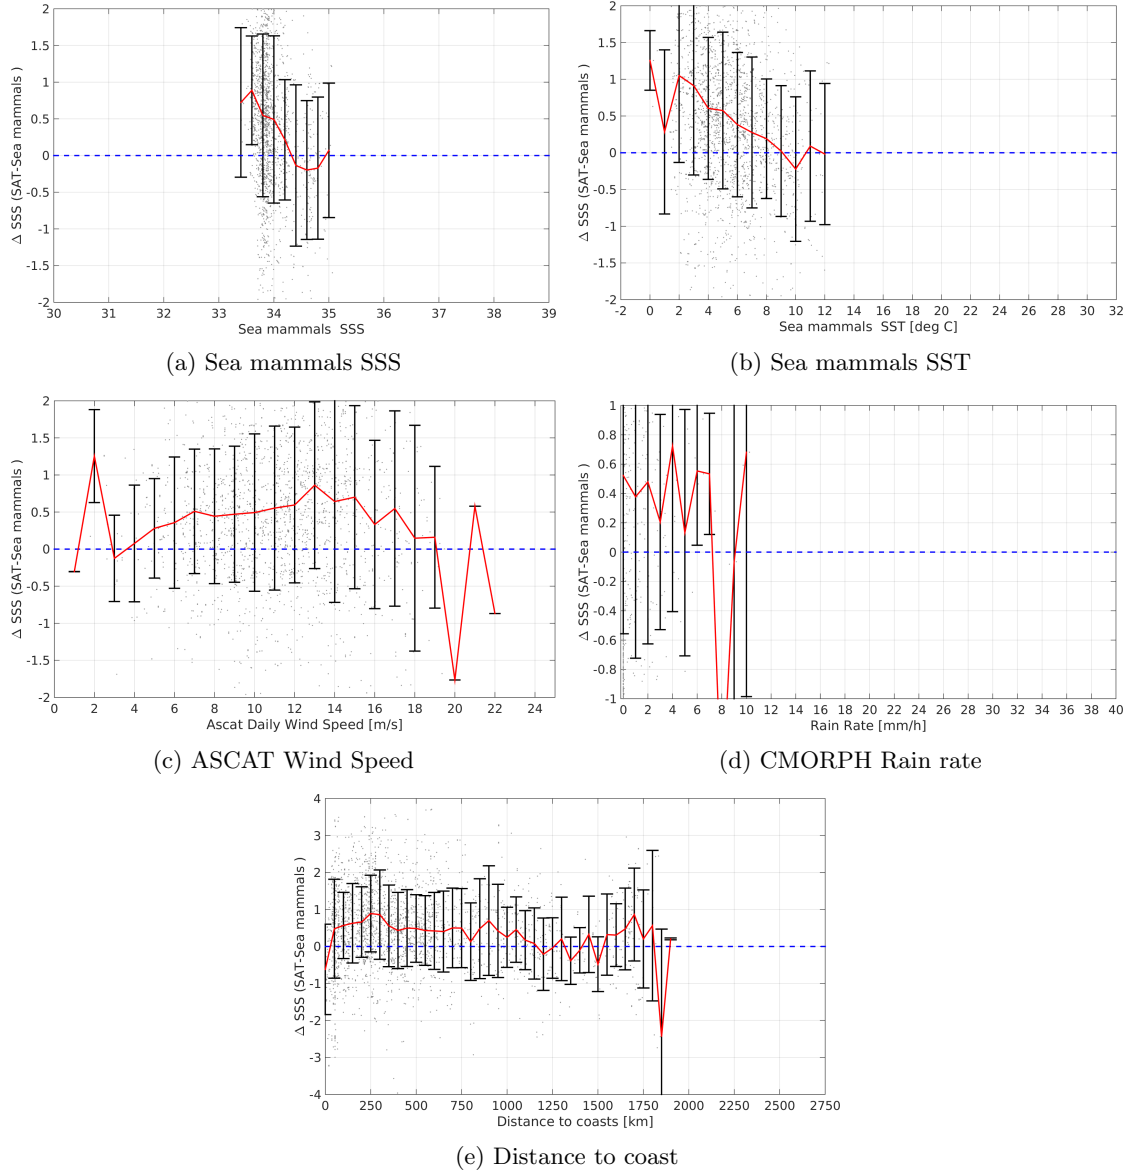 2
1.5
1
0.5
0
-0.5
-1
-1.5
-2
Δ SSS (SAT-Sea mammals )
30 31 32 33 34 35 36 37 38 39
Sea mammals SSS
(a) Sea mammals SSS
2
1.5
1
0.5
0
-0.5
-1
-1.5
-2
Δ SSS (SAT-Sea mammals )
-2 0 2 4 6 8 10 12 14 16 18 20 22 24 26 28 30 32
Sea mammals SST [deg C]
(b) Sea mammals SST
2
1.5
1
0.5
0
-0.5
-1
-1.5
-2
Δ SSS (SAT-Sea mammals )
0 2 4 6 8 10 12 14 16 18 20 22 24
Ascat Daily Wind Speed [m/s]
(c) ASCAT Wind Speed
1
0.8
0.6
0.4
0.2
0
-0.2
-0.4
-0.6
-0.8
-1
Δ SSS (SAT-Sea mammals )
0 2 4 6 8 10 12 14 16 18 20 22 24 26 28 30 32 34 36 38 40
Rain Rate [mm/h]
(d) CMORPH Rain rate
4
3
2
1
0
-1
-2
-3
-4
Δ SSS (SAT-Sea mammals )
0 250 500 750 1000 1250 1500 1750 2000 2250 2500 2750
Distance to coasts [km]
(e) Distance to coast